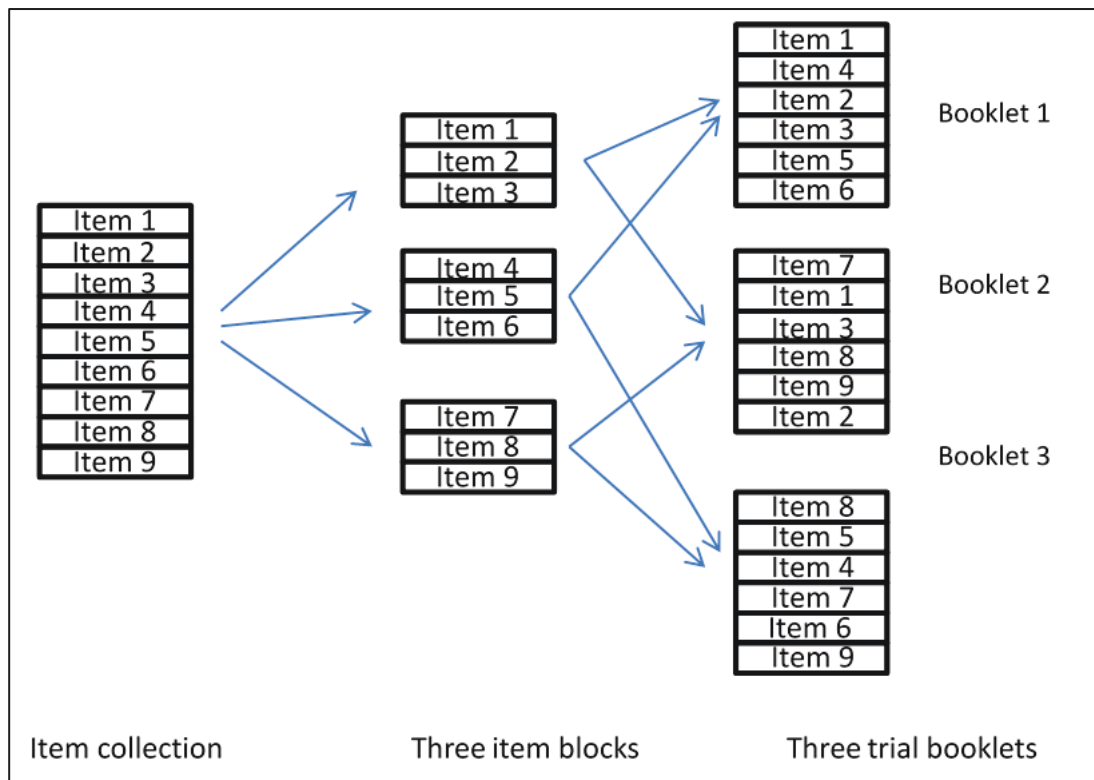 Item 1
Item 2
Item 3
Item 4
Item 5
Item 6
Item 7
Item 8
Item 9
Item collection
Item 1
Item 2
Item 3
Item 4
Item 5
Item 6
Item 7
Item 8
Item 9
Three item blocks
Item 1
Item 4
Item 2
Item 3
Item 5
Item 6
Booklet 1
Item 7
Item 1
Item 3
Item 8
Item 9
Item 2
Booklet 2
Item 8
Item 5
Item 4
Item 7
Item 6
Item 9
Booklet 3
Three trial booklets